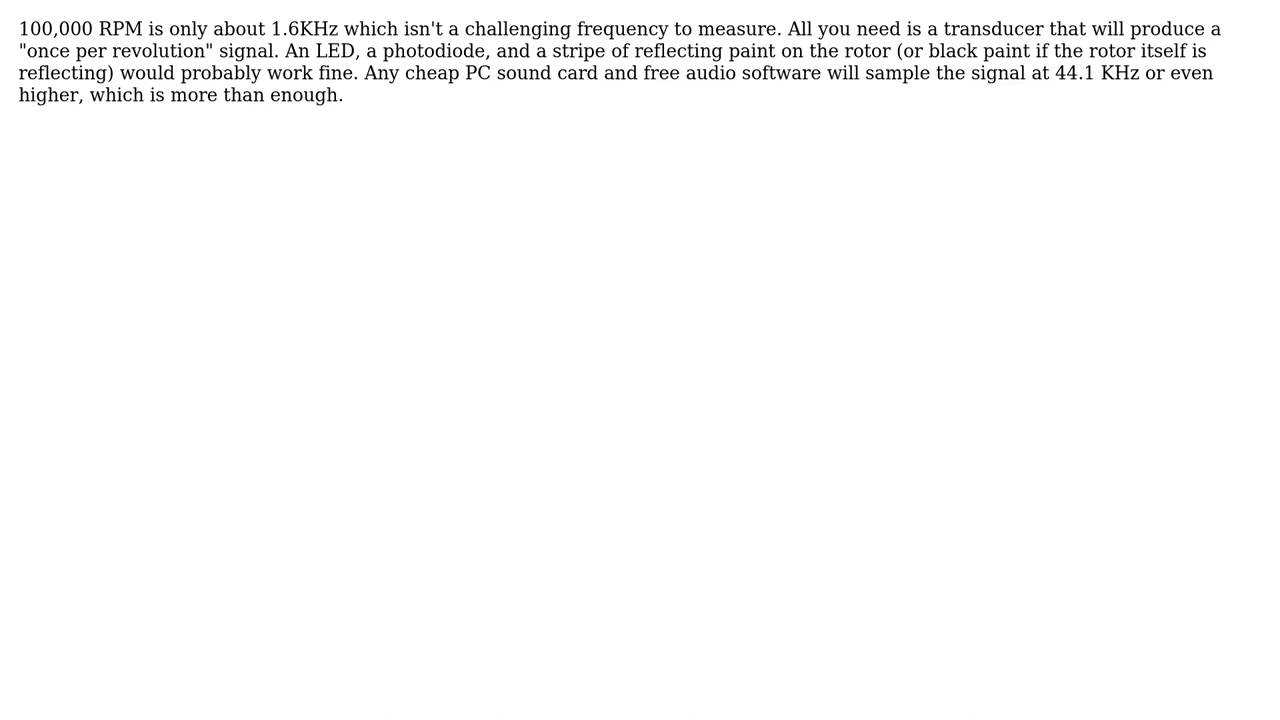 100,000 RPM is only about 1.6KHz which isn't a challenging frequency to measure. All you need is a transducer that will produce a
"once per revolution" signal. An LED, a photodiode, and a stripe of reflecting paint on the rotor (or black paint if the rotor itself is
reflecting) would probably work fine. Any cheap PC sound card and free audio software will sample the signal at 44.1 KHz or even
higher, which is more than enough.